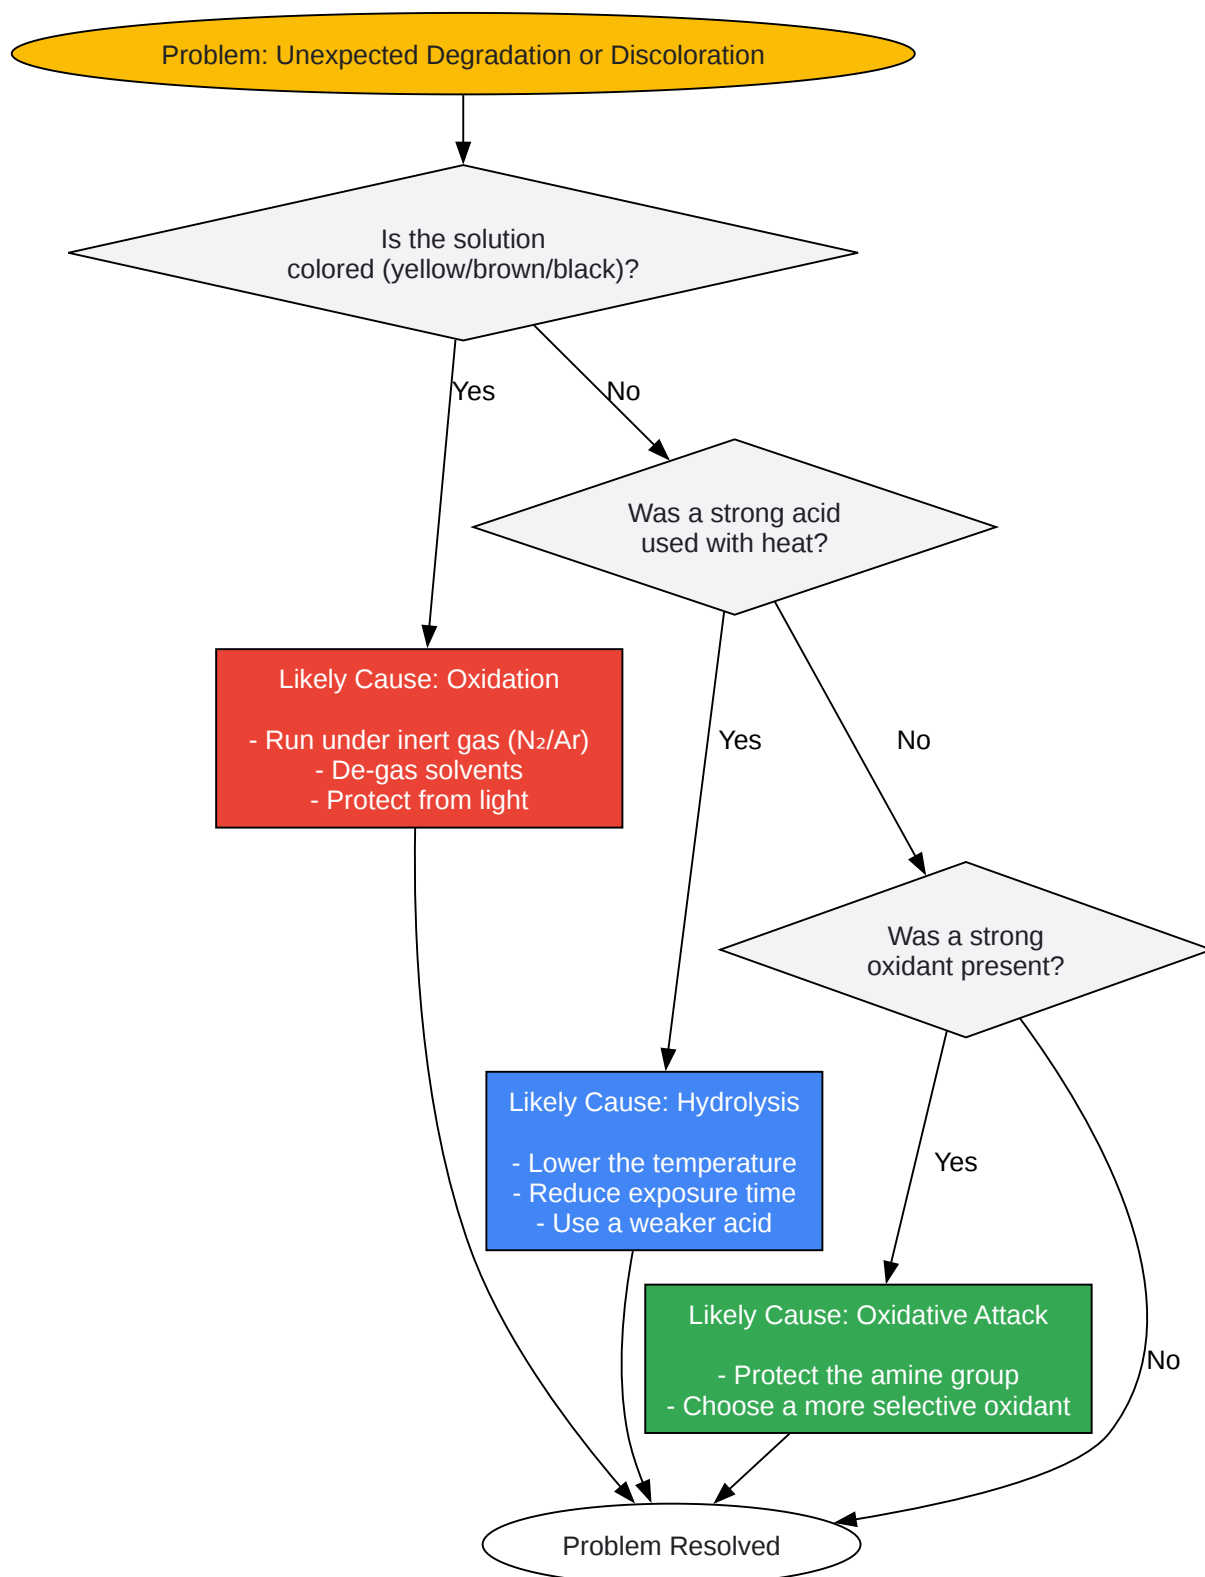 Problem: Unexpected Degradation or Discoloration
Is the solution
colored (yellow/brown/black)?
Yes
No
Was a strong acid
used with heat?
Likely Cause: Oxidation
- Run under inert gas (N₂/Ar)
- De-gas solvents
- Protect from light
Yes
No
Was a strong
oxidant present?
Likely Cause: Hydrolysis
- Lower the temperature
- Reduce exposure time
- Use a weaker acid
Yes
No
Likely Cause: Oxidative Attack
- Protect the amine group
- Choose a more selective oxidant
Problem Resolved